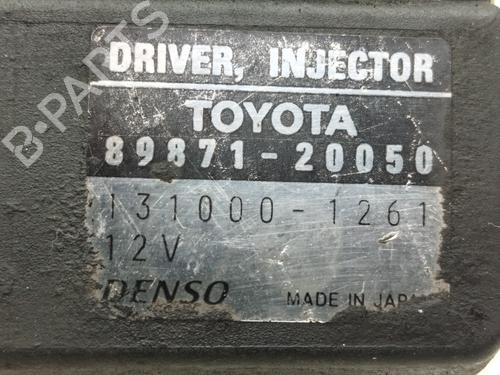 DRIVER, INJECTOR
TOYOTA
89871-20050
131000-1261
12V
DENSO MADE IN JAPA
B-PARTS